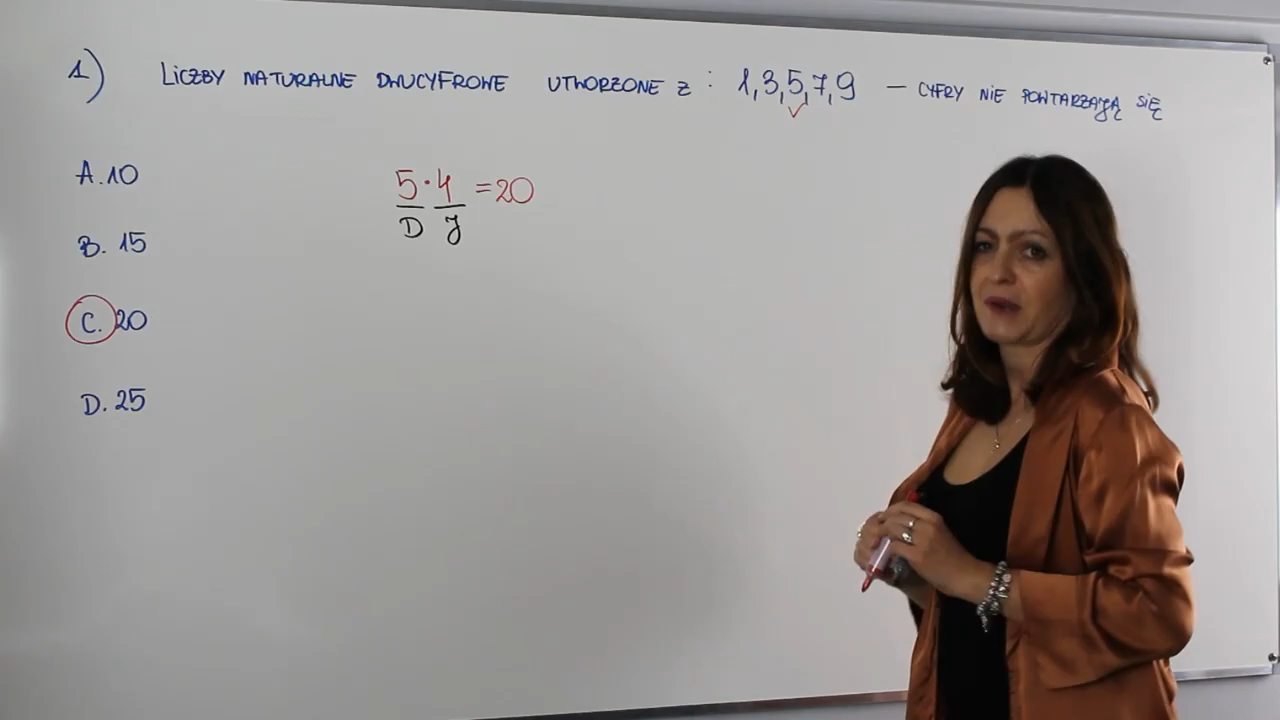 1) LICZBY NATURALNE DWUCYFROWE UTWORZONE Z : 1,3,5,7,9 — CYFRY NIE POWTARZAJĄ SIĘ
A. 10
5 · 4 = 20
D J
B. 15
C. 20
D. 25